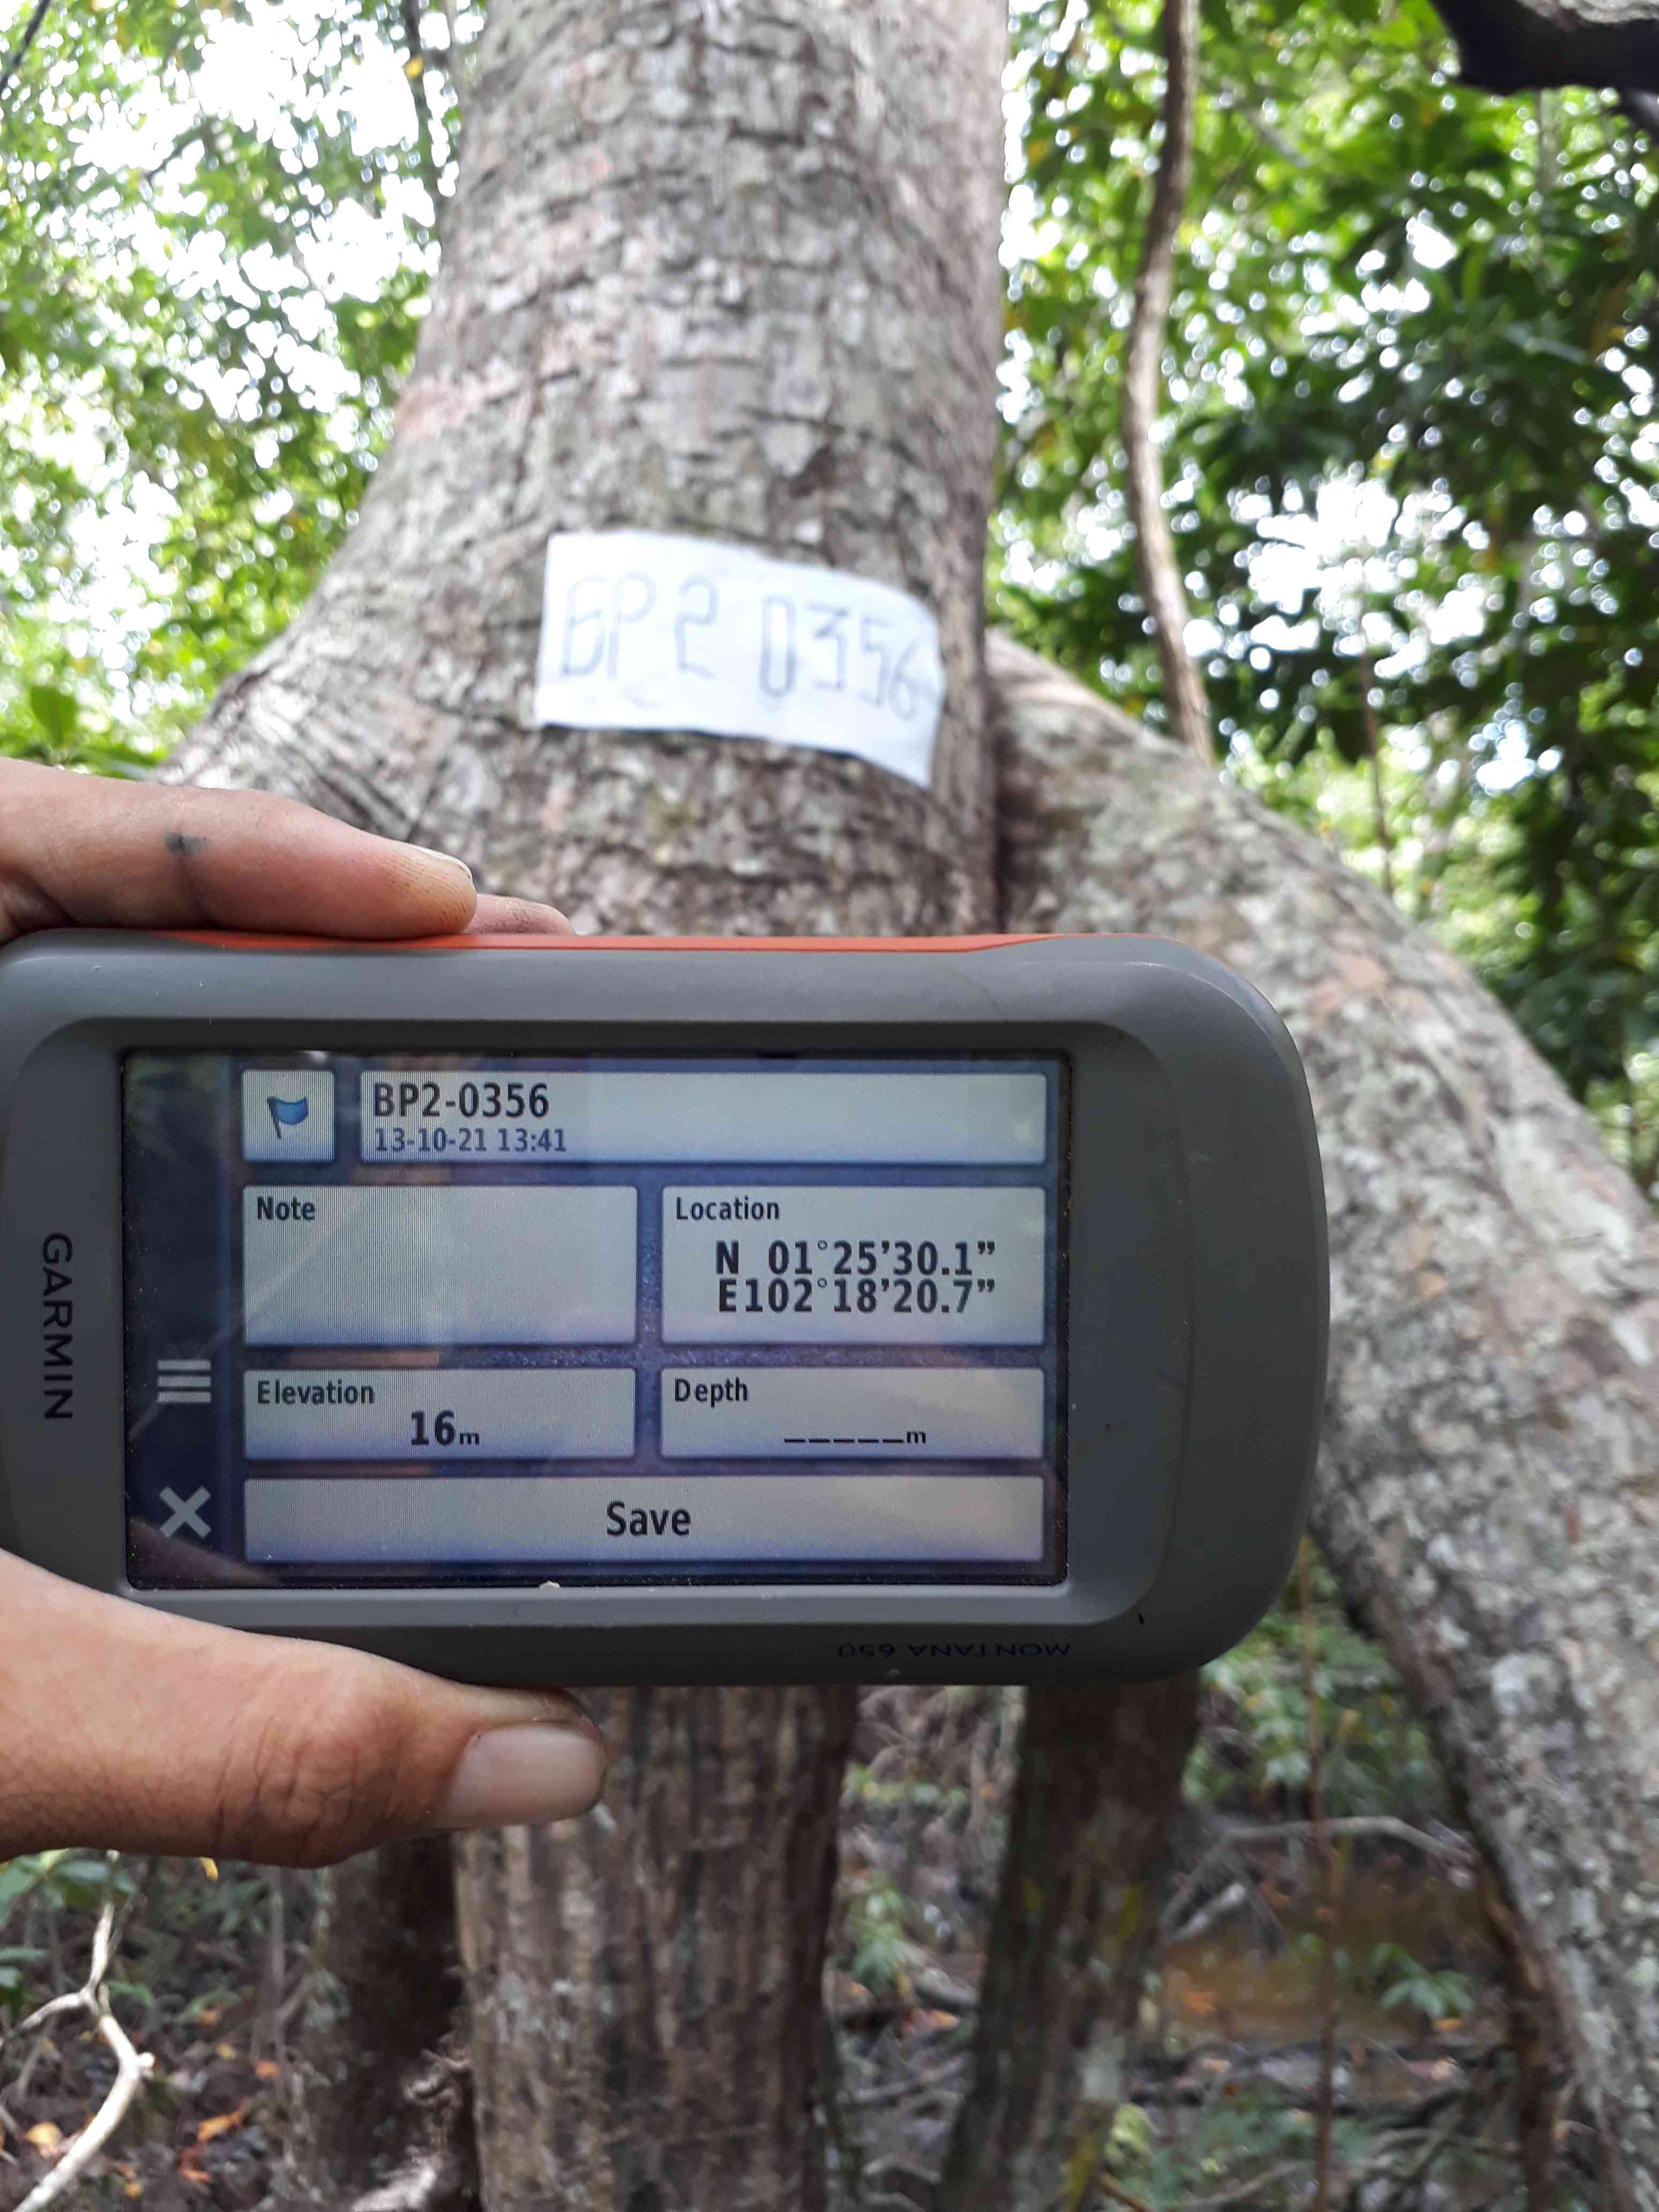 BP 2 0356
BP2-0356
13-10-21 13:41
Note
Location
N 01°25'30.1”
E102°18'20.7”
Elevation
16m
Depth
_____m
Save
GARMIN
MONTANA 650